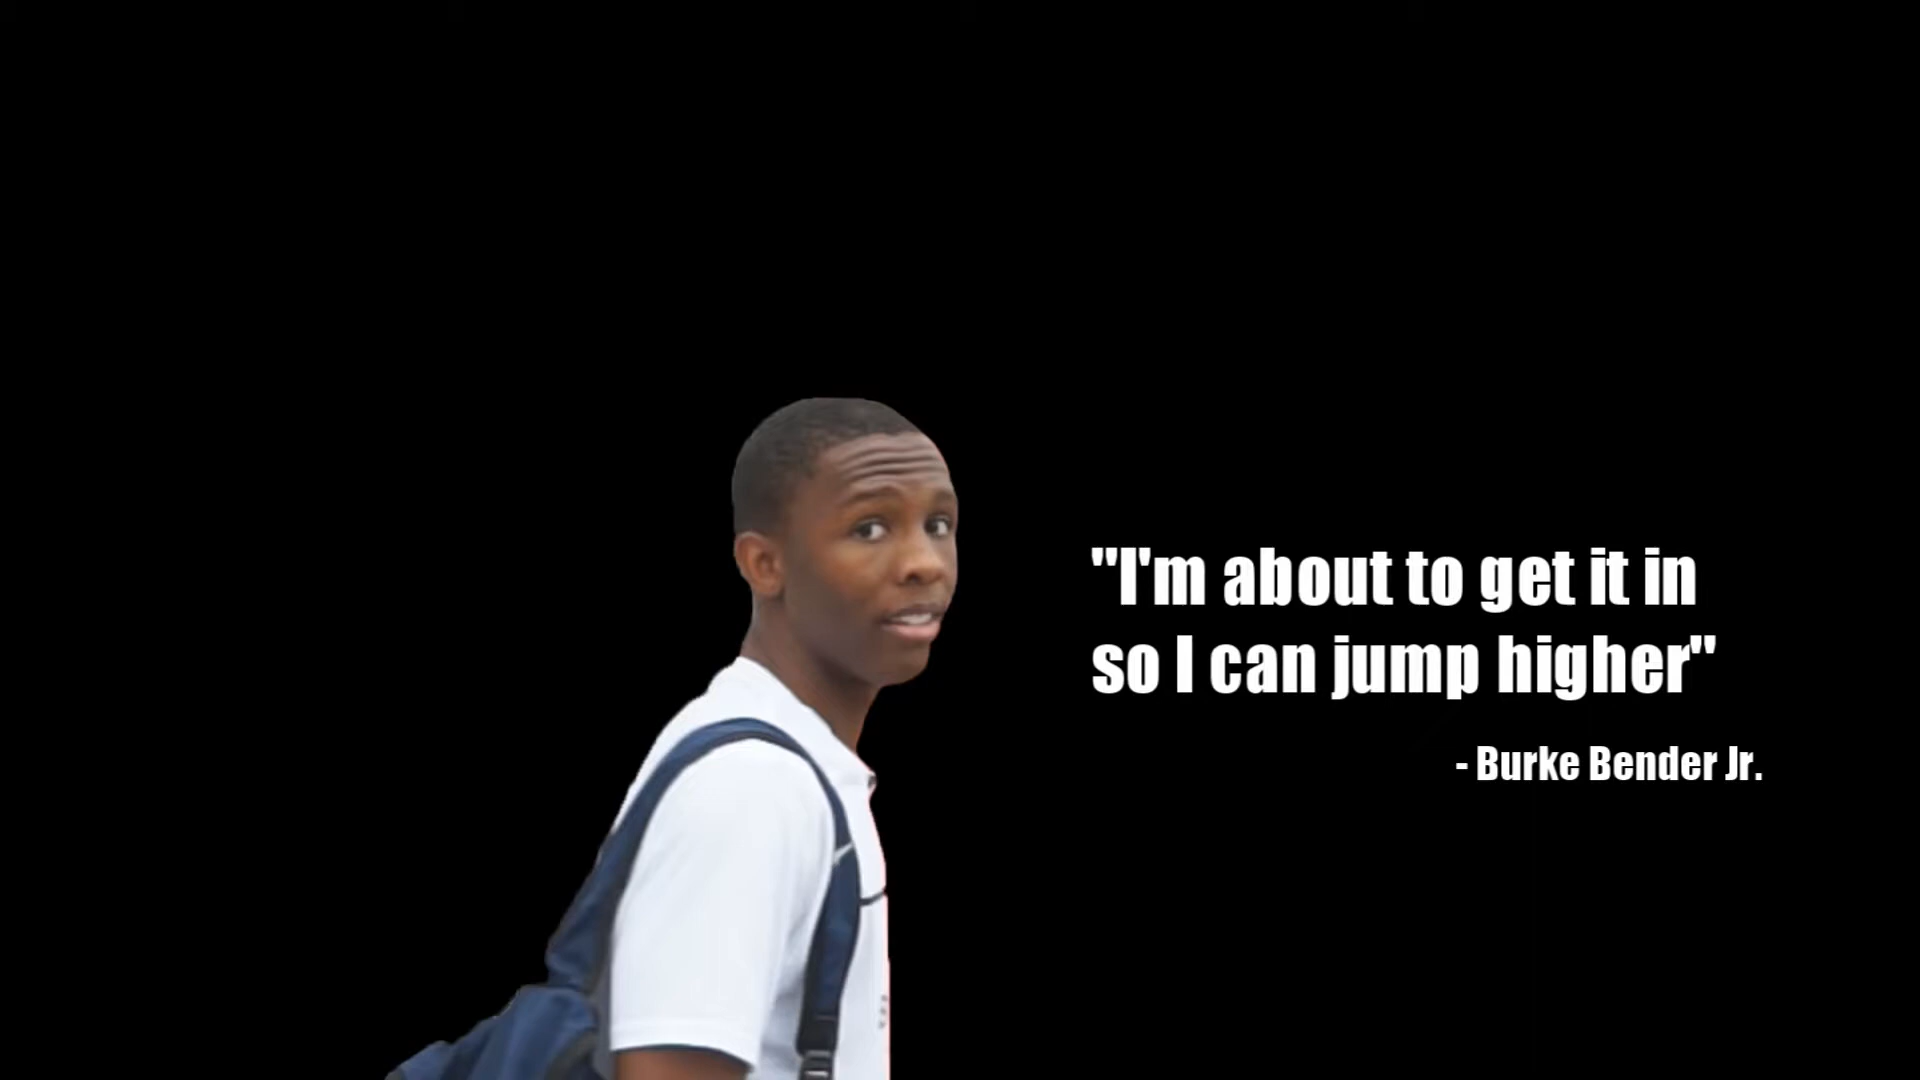 "I'm about to get it in
so I can jump higher"
- Burke Bender Jr.